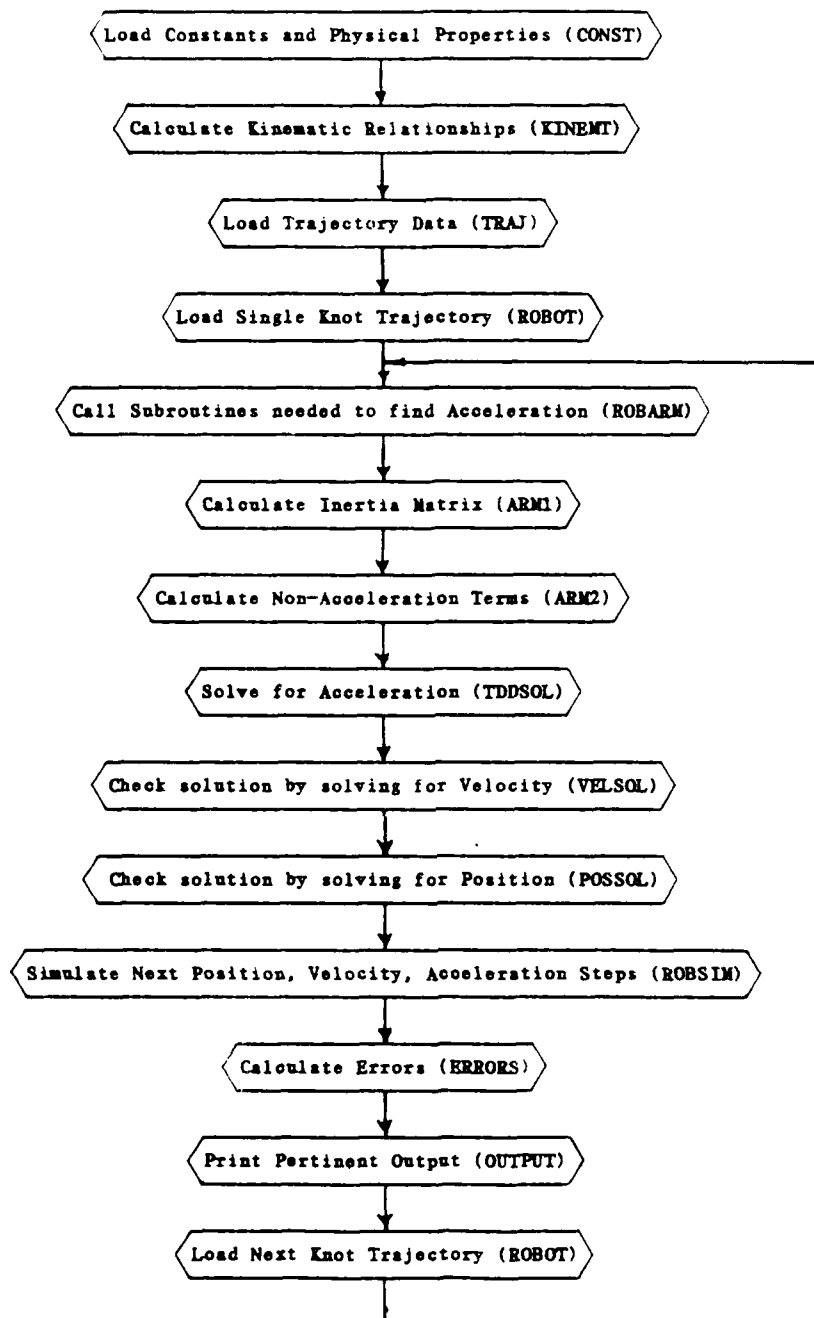 Load Constants and Physical Properties (CONST)
Calculate Kinematic Relationships (KINEMT)
Load Trajectory Data (TRAJ)
Load Single Knot Trajectory (ROBOT)
Call Subroutines needed to find Acceleration (ROBARM)
Calculate Inertia Matrix (ARM1)
Calculate Non-Acceleration Terms (ARM2)
Solve for Acceleration (TDDSOL)
Check solution by solving for Velocity (VELSOL)
Check solution by solving for Position (POSSOL)
Simulate Next Position, Velocity, Acceleration Steps (ROBSIM)
Calculate Errors (ERRORS)
Print Pertinent Output (OUTPUT)
Load Next Knot Trajectory (ROBOT)